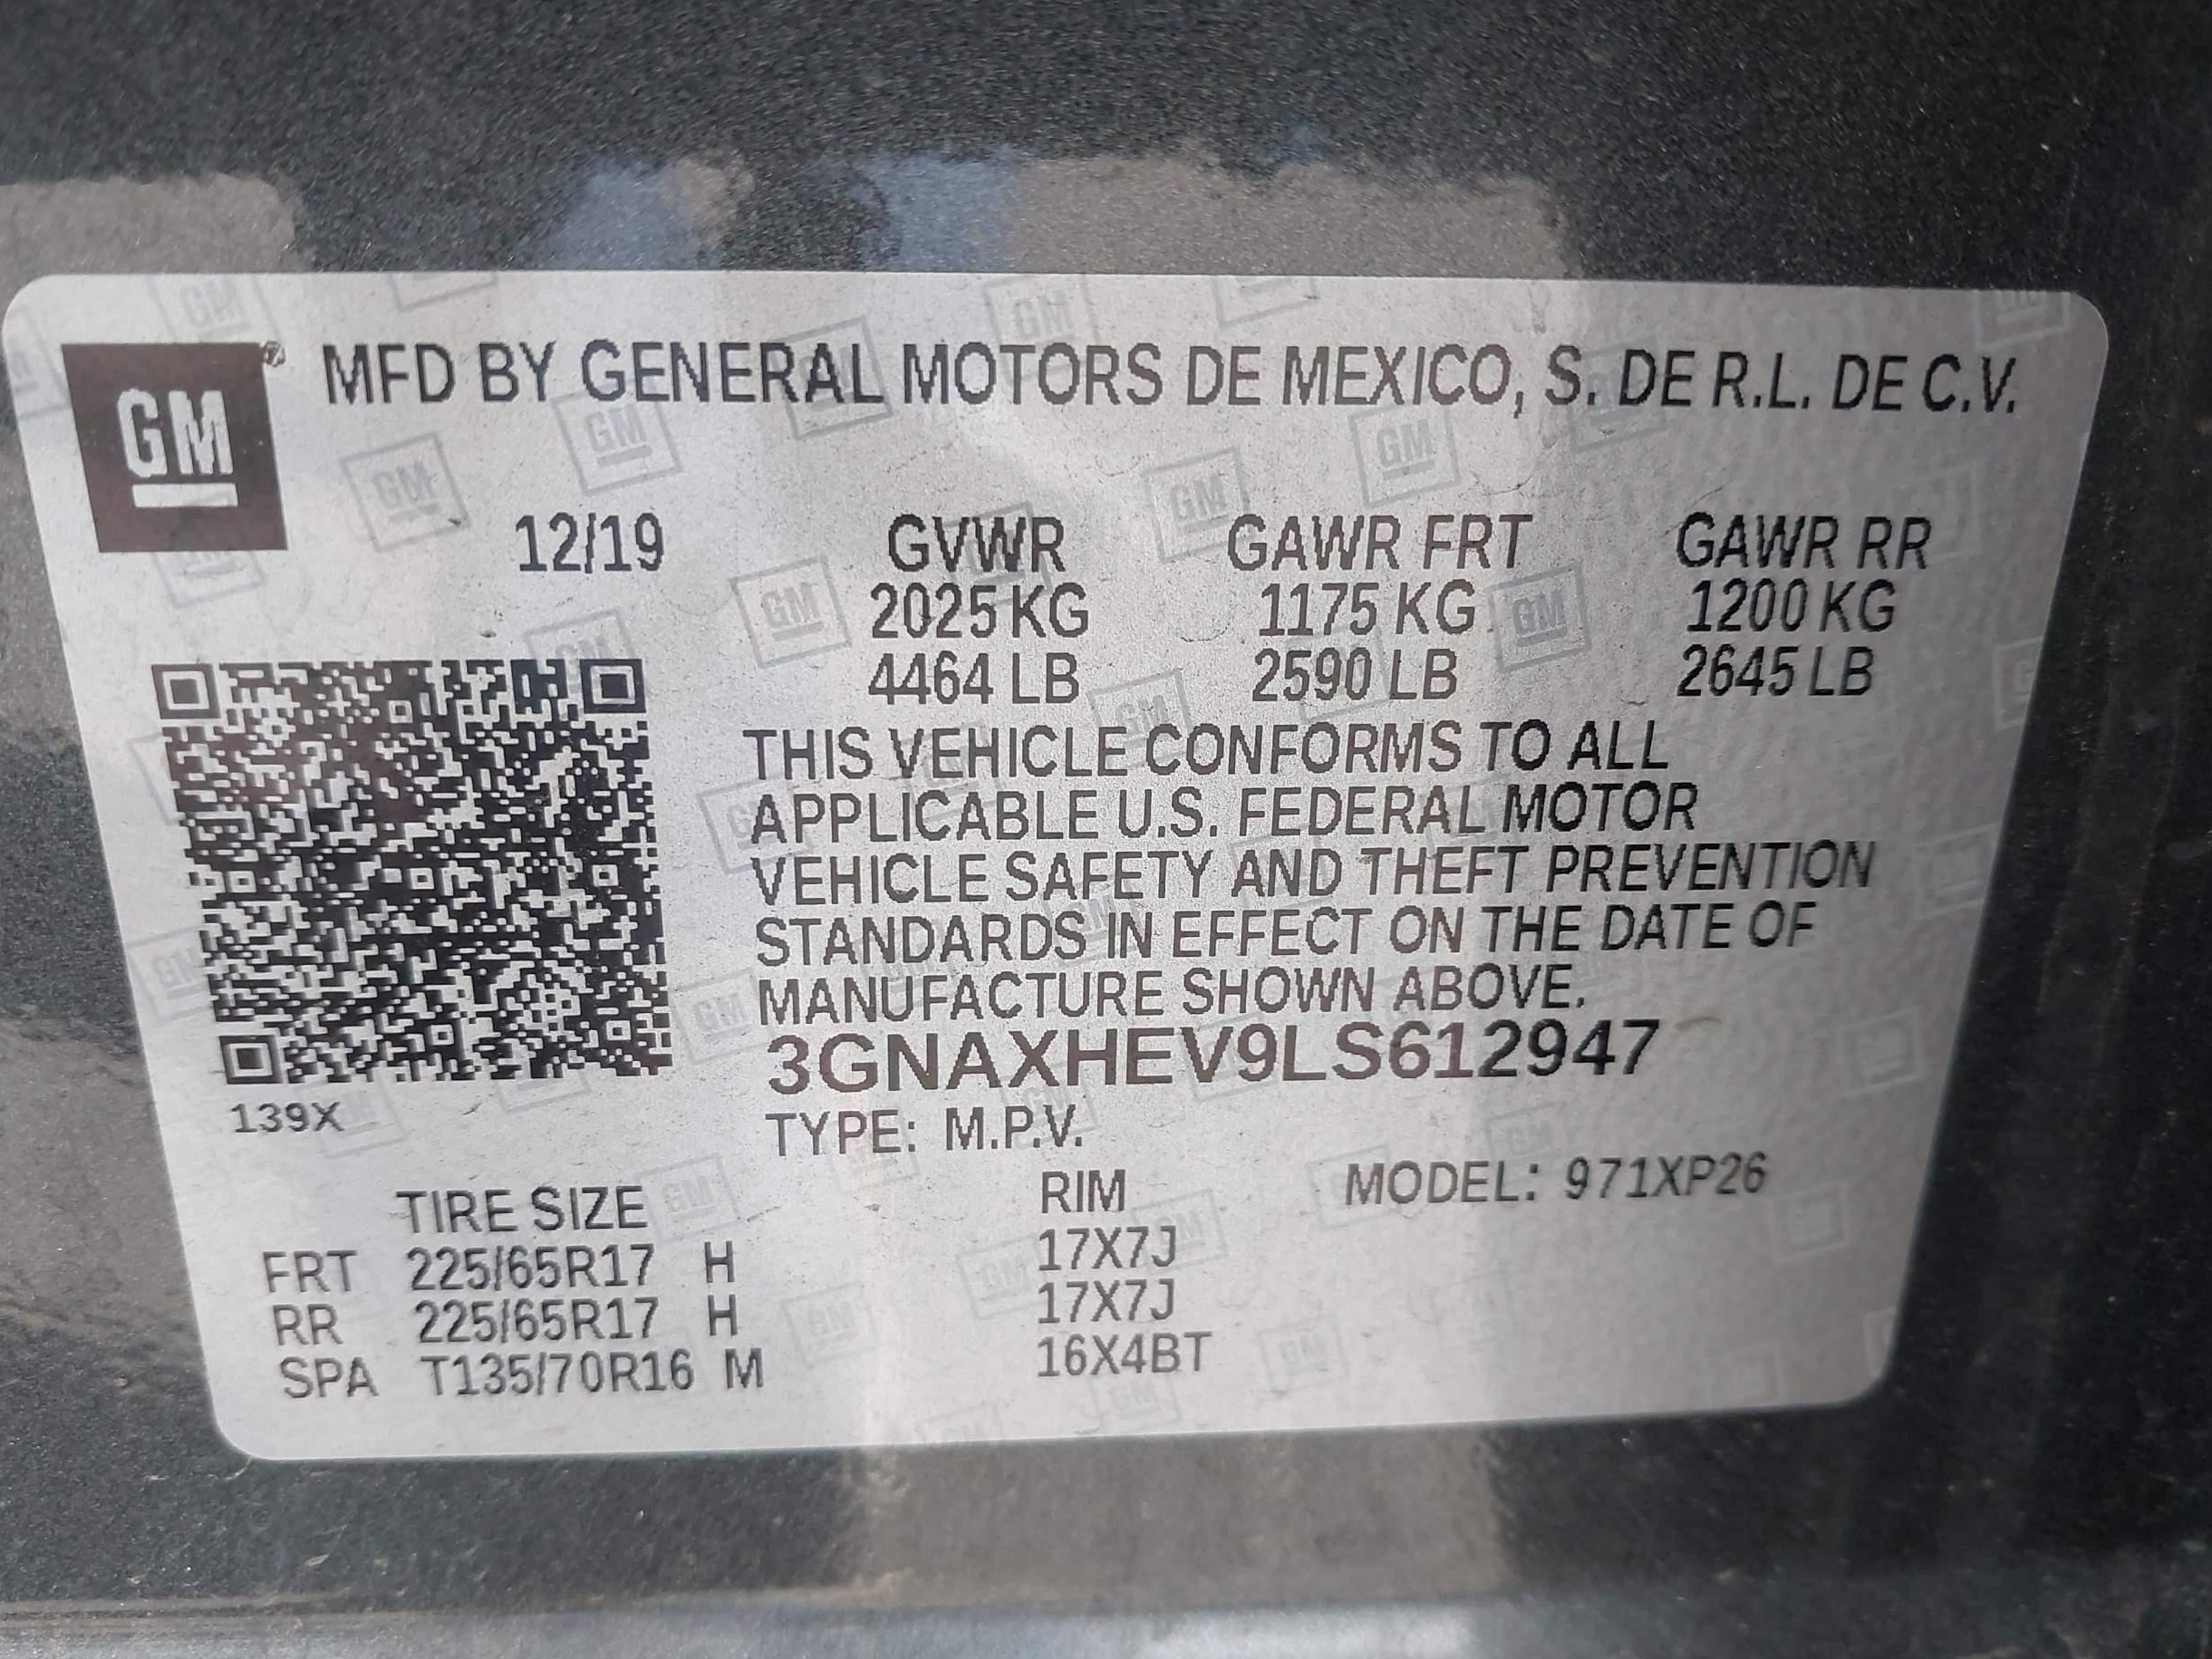 GM
MFD BY GENERAL MOTORS DE MEXICO, S. DE R.L. DE C.V.
12/19 GVWR GAWR FRT GAWR RR
2025 KG 1175 KG 1200 KG
4464 LB 2590 LB 2645 LB
THIS VEHICLE CONFORMS TO ALL
APPLICABLE U.S. FEDERAL MOTOR
VEHICLE SAFETY AND THEFT PREVENTION
STANDARDS IN EFFECT ON THE DATE OF
MANUFACTURE SHOWN ABOVE.
3GNAXHEV9LS612947
139X
TYPE: M.P.V.
TIRE SIZE RIM MODEL: 971XP26
FRT 225/65R17 H 17X7J
RR 225/65R17 H 17X7J
SPA T135/70R16 M 16X4BT